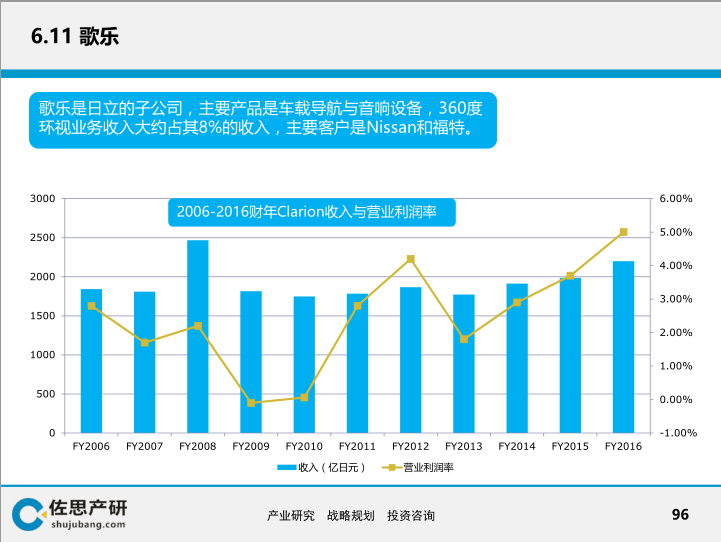 6.11 歌乐
歌乐是日立的子公司，主要产品是车载导航与音响设备，360度
环视业务收入大约占其8%的收入，主要客户是Nissan和福特。
2006-2016财年Clarion收入与营业利润率
3000
2500
2000
1500
1000
500
0
6.00%
5.00%
4.00%
3.00%
2.00%
1.00%
0.00%
-1.00%
FY2006 FY2007 FY2008 FY2009 FY2010 FY2011 FY2012 FY2013 FY2014 FY2015 FY2016
收入（亿日元） 营业利润率
佐思产研
shujubang.com
产业研究 战略规划 投资咨询
96